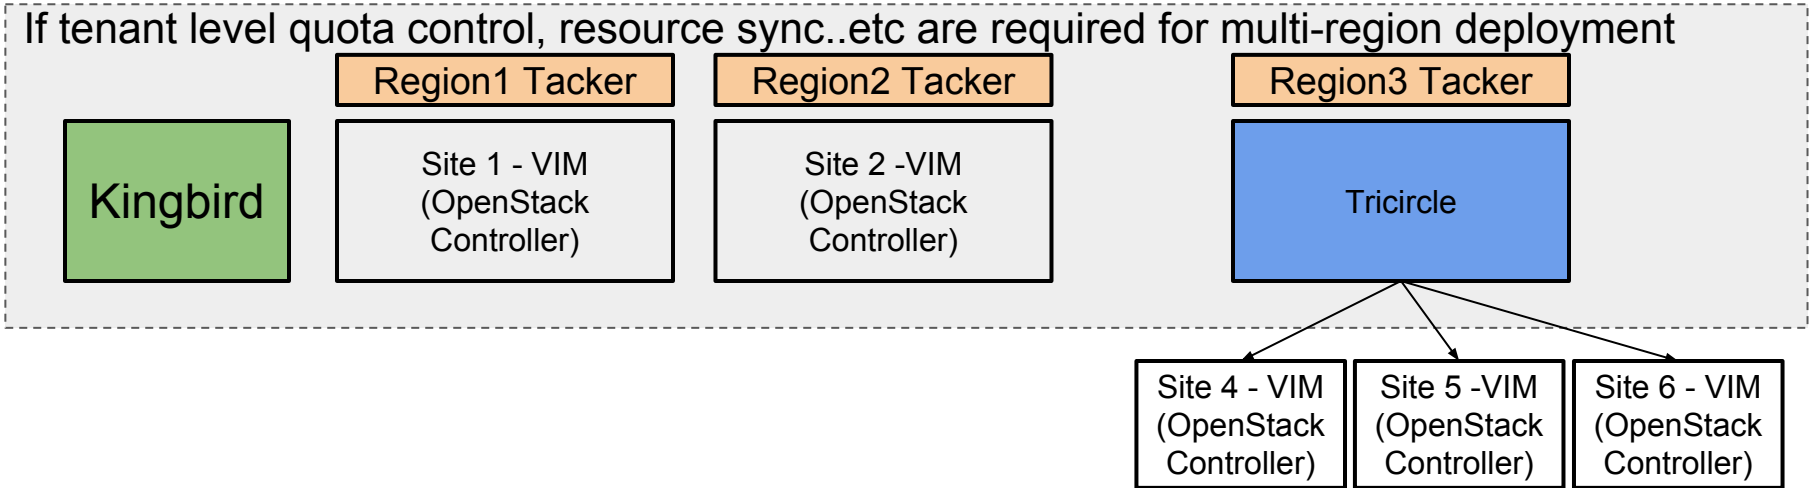 If tenant level quota control, resource sync..etc are required for multi-region deployment
Region1 Tacker
Region2 Tacker
Region3 Tacker
Kingbird
Site 1 - VIM
(OpenStack
Controller)
Site 2 -VIM
(OpenStack
Controller)
Tricircle
Site 4 - VIM
(OpenStack
Controller)
Site 5 -VIM
(OpenStack
Controller)
Site 6 - VIM
(OpenStack
Controller)